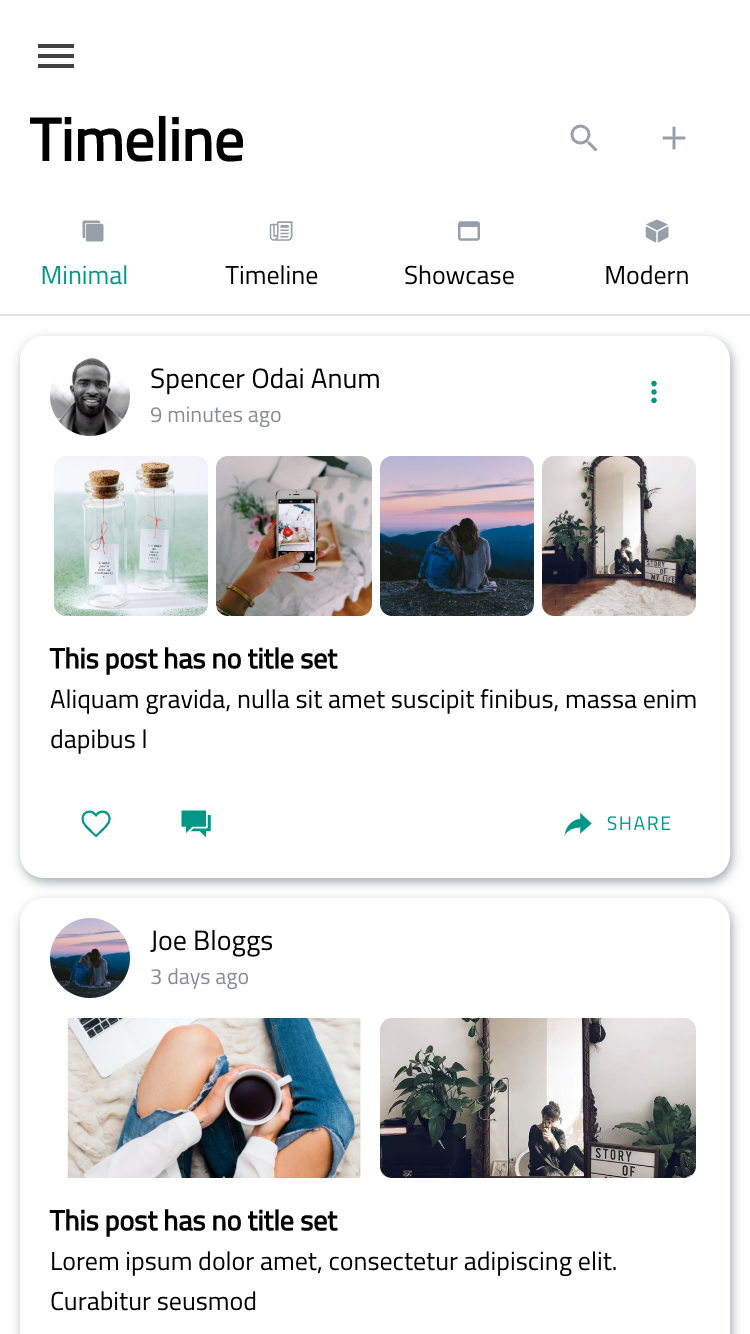 Timeline
Minimal
Timeline
Showcase
Modern
Spencer Odai Anum
9 minutes ago
STORY
OF
MY LIFE
This post has no title set
Aliquam gravida, nulla sit amet suscipit finibus, massa enim
dapibus l
SHARE
Joe Bloggs
3 days ago
STORY
OF
This post has no title set
Lorem ipsum dolor amet, consectetur adipiscing elit.
Curabitur seusmod